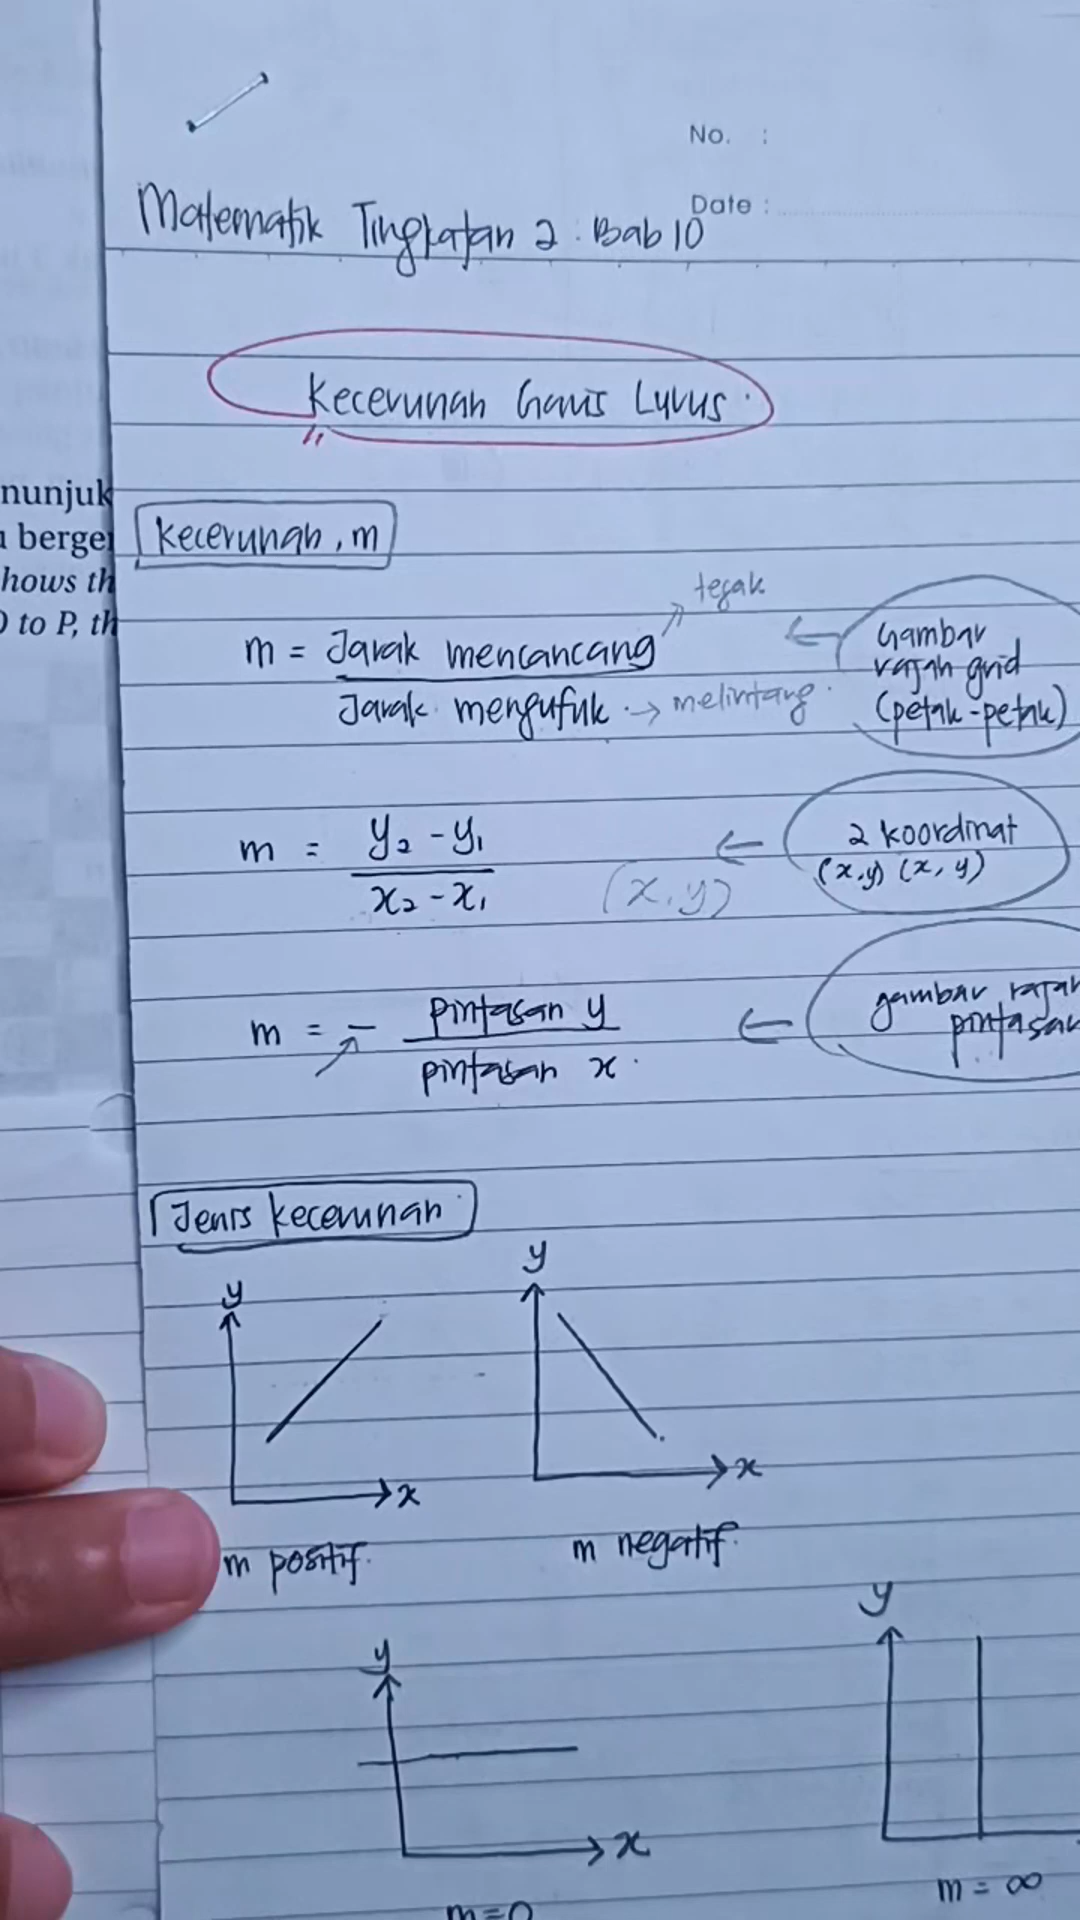 No. :
Date :
Matematik Tingkatan 2 : Bab 10
Kecerunan Garis Lurus.
nunjuk
berge
hows th
to P, th
Kecerunan, m
m = Jarak mencancang → tegak
Jarak mengufuk → melintang
← Gambar
rajah grid
(petak-petak)
m = y₂ - y₁
x₂ - x₁
(x, y)
← 2 koordinat
(x,y) (x, y)
m = - pintasan y
pintasan x
← gambar rajah
pintasan
Jenis kecerunan
y
x
m positif.
y
x
m negatif.
y
x
m = 0
y
m = ∞